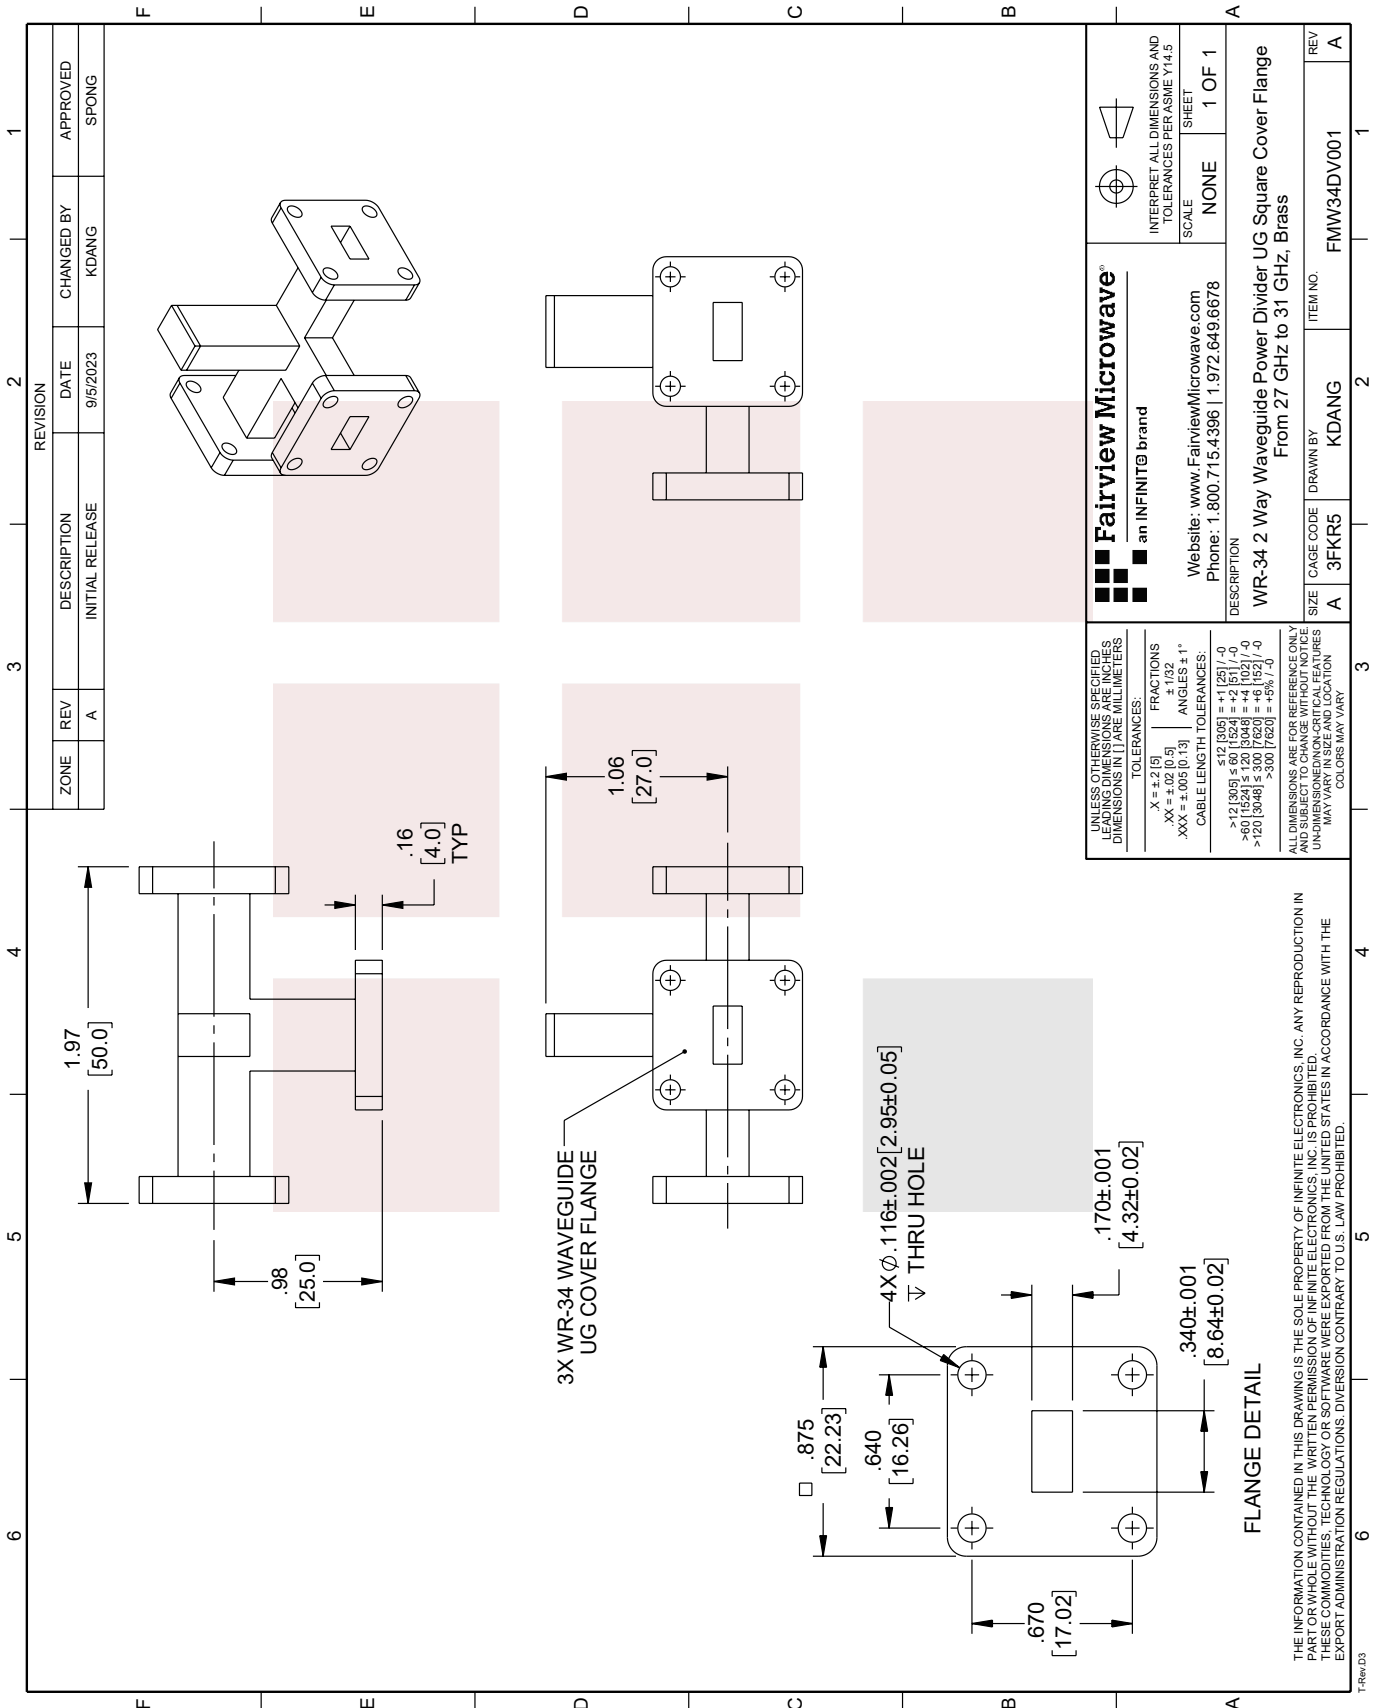 6
5
4
3
2
1
F
E
D
C
B
A
REVISION
ZONE
REV
DESCRIPTION
DATE
CHANGED BY
APPROVED
A
INITIAL RELEASE
9/5/2023
KDANG
SPONG
1.97
[50.0]
.98
[25.0]
.16
[4.0]
TYP
1.06
[27.0]
3X WR-34 WAVEGUIDE
UG COVER FLANGE
□ .875
[22.23]
.640
[16.26]
.670
[17.02]
4X Ø.116±.002[2.95±0.05]
↧ THRU HOLE
.170±.001
[4.32±0.02]
.340±.001
[8.64±0.02]
FLANGE DETAIL
THE INFORMATION CONTAINED IN THIS DRAWING IS THE SOLE PROPERTY OF INFINITE ELECTRONICS, INC. ANY REPRODUCTION IN
PART OR WHOLE WITHOUT THE WRITTEN PERMISSION OF INFINITE ELECTRONICS, INC. IS PROHIBITED.
THESE COMMODITIES, TECHNOLOGY OR SOFTWARE WERE EXPORTED FROM THE UNITED STATES IN ACCORDANCE WITH THE
EXPORT ADMINISTRATION REGULATIONS. DIVERSION CONTRARY TO U.S. LAW PROHIBITED.
UNLESS OTHERWISE SPECIFIED
LEADING DIMENSIONS ARE INCHES
DIMENSIONS IN [ ] ARE MILLIMETERS
TOLERANCES:
.X = ±.2 [5]
.XX = ±.02 [0.5]
.XXX = ±.005 [0.13]
FRACTIONS
± 1/32
ANGLES ± 1°
CABLE LENGTH TOLERANCES:
≤12 [305] = +1 [25] / -0
>12 [305] ≤ 60 [1524] = +2 [51] / -0
>60 [1524] ≤ 120 [3048] = +4 [102] / -0
>120 [3048] ≤ 300 [7620] = +6 [152] / -0
>300 [7620] = +5% / -0
ALL DIMENSIONS ARE FOR REFERENCE ONLY
AND SUBJECT TO CHANGE WITHOUT NOTICE.
UN-DIMENSIONED/NON-CRITICAL FEATURES
MAY VARY IN SIZE AND LOCATION
COLORS MAY VARY
Fairview Microwave®
an INFINIT@ brand
Website: www.FairviewMicrowave.com
Phone: 1.800.715.4396 | 1.972.649.6678
INTERPRET ALL DIMENSIONS AND
TOLERANCES PER ASME Y14.5
SCALE
NONE
SHEET
1 OF 1
DESCRIPTION
WR-34 2 Way Waveguide Power Divider UG Square Cover Flange
From 27 GHz to 31 GHz, Brass
SIZE
A
CAGE CODE
3FKR5
DRAWN BY
KDANG
ITEM NO.
FMW34DV001
REV
A
6
5
4
3
2
1
F
E
D
C
B
A
T-Rev.D3